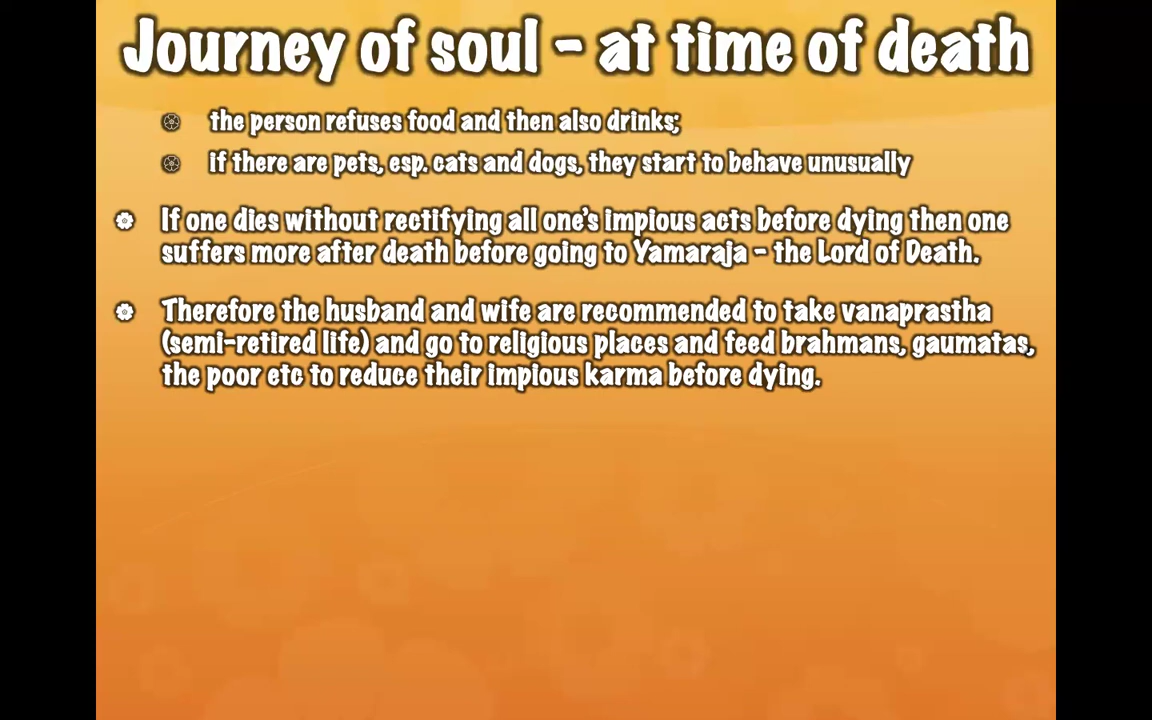 Journey of soul - at time of death
the person refuses food and then also drinks;
if there are pets, esp. cats and dogs, they start to behave unusually
If one dies without rectifying all one's impious acts before dying then one
suffers more after death before going to Yamaraja - the Lord of Death.
Therefore the husband and wife are recommended to take vanaprastha
(semi-retired life) and go to religious places and feed brahmans, gaumatas,
the poor etc to reduce their impious karma before dying.